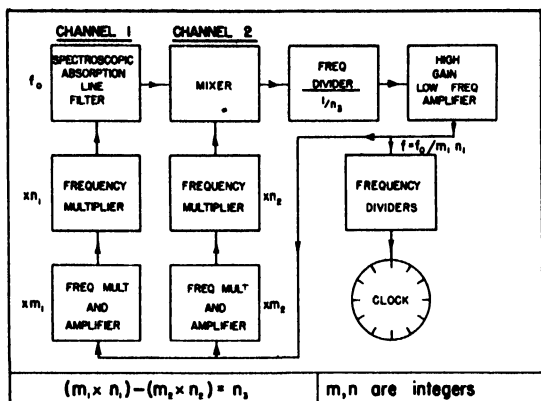 CHANNEL 1
CHANNEL 2
f₀
SPECTROSCOPIC
ABSORPTION
LINE
FILTER
MIXER
FREQ
DIVIDER
1/n₃
HIGH
GAIN
LOW FREQ
AMPLIFIER
f=f₀/m₁ n₁
xn₁
FREQUENCY
MULTIPLIER
FREQUENCY
MULTIPLIER
xn₂
FREQUENCY
DIVIDERS
xm₁
FREQ MULT
AND
AMPLIFIER
FREQ MULT
AND
AMPLIFIER
xm₂
CLOCK
(m₁ x n₁)-(m₂ x n₂) = n₃
m,n are integers